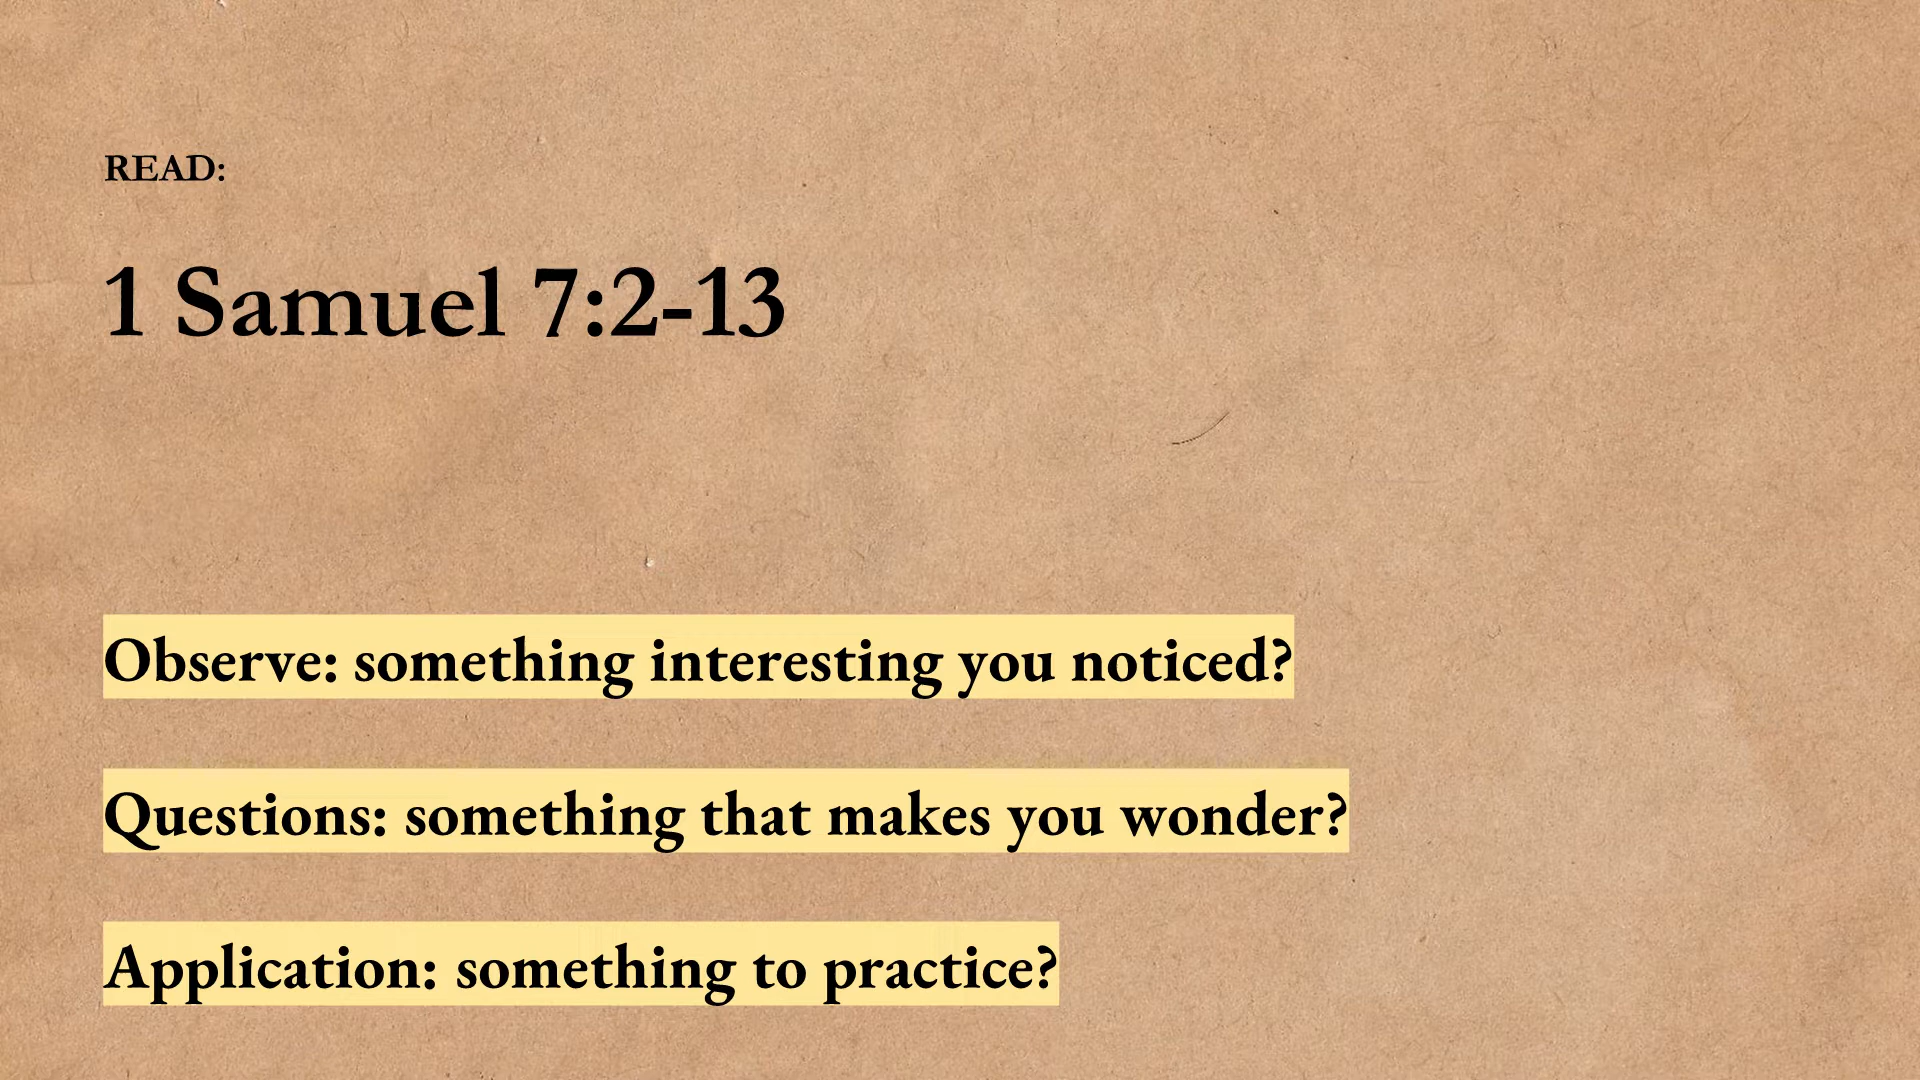 READ:
1 Samuel 7:2-13
Observe: something interesting you noticed?
Questions: something that makes you wonder?
Application: something to practice?